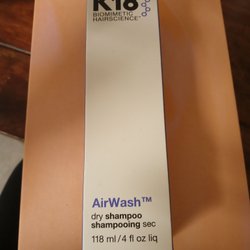 K18
BIOMIMETIC
HAIRSCIENCE
AirWash™
dry shampoo
shampooing sec
118 ml / 4 fl oz liq